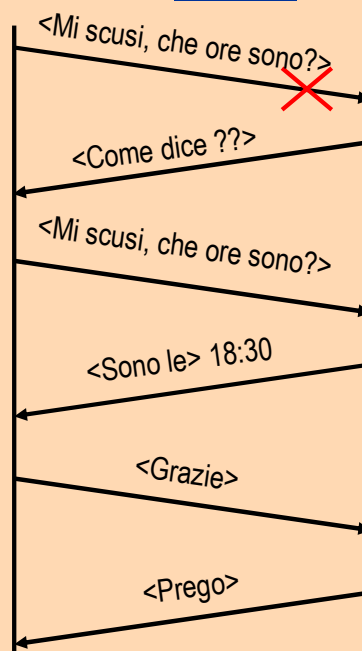 <Mi scusi, che ore sono?>
<Come dice ??>
<Mi scusi, che ore sono?>
<Sono le> 18:30
<Grazie>
<Prego>